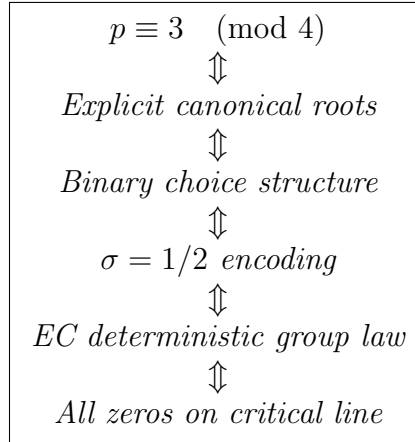 p ≡ 3 (mod 4)
⇕
Explicit canonical roots
⇕
Binary choice structure
⇕
σ = 1/2 encoding
⇕
EC deterministic group law
⇕
All zeros on critical line